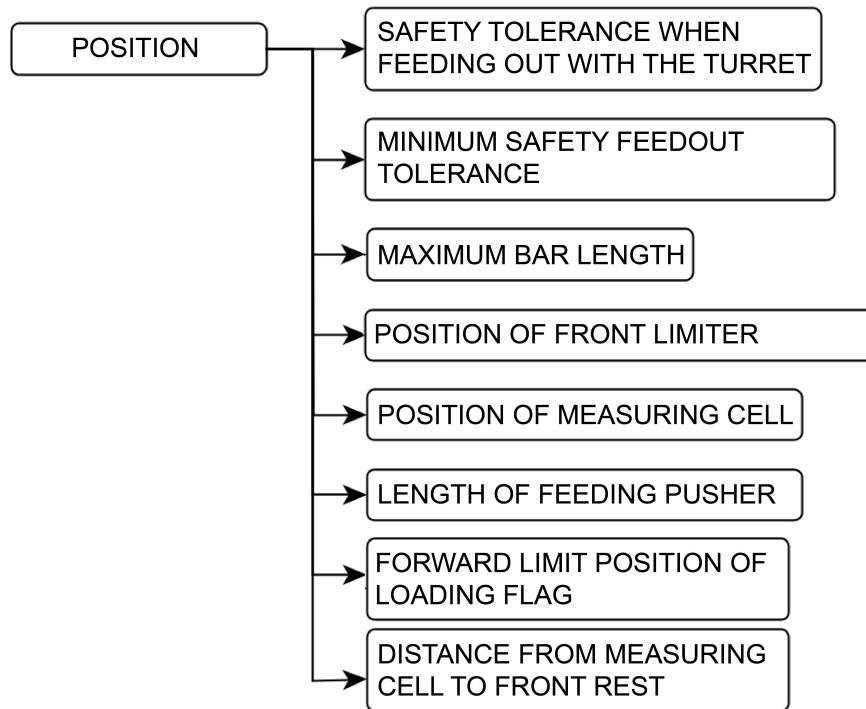 POSITION
SAFETY TOLERANCE WHEN
FEEDING OUT WITH THE TURRET
MINIMUM SAFETY FEEDOUT
TOLERANCE
MAXIMUM BAR LENGTH
POSITION OF FRONT LIMITER
POSITION OF MEASURING CELL
LENGTH OF FEEDING PUSHER
FORWARD LIMIT POSITION OF
LOADING FLAG
DISTANCE FROM MEASURING
CELL TO FRONT REST